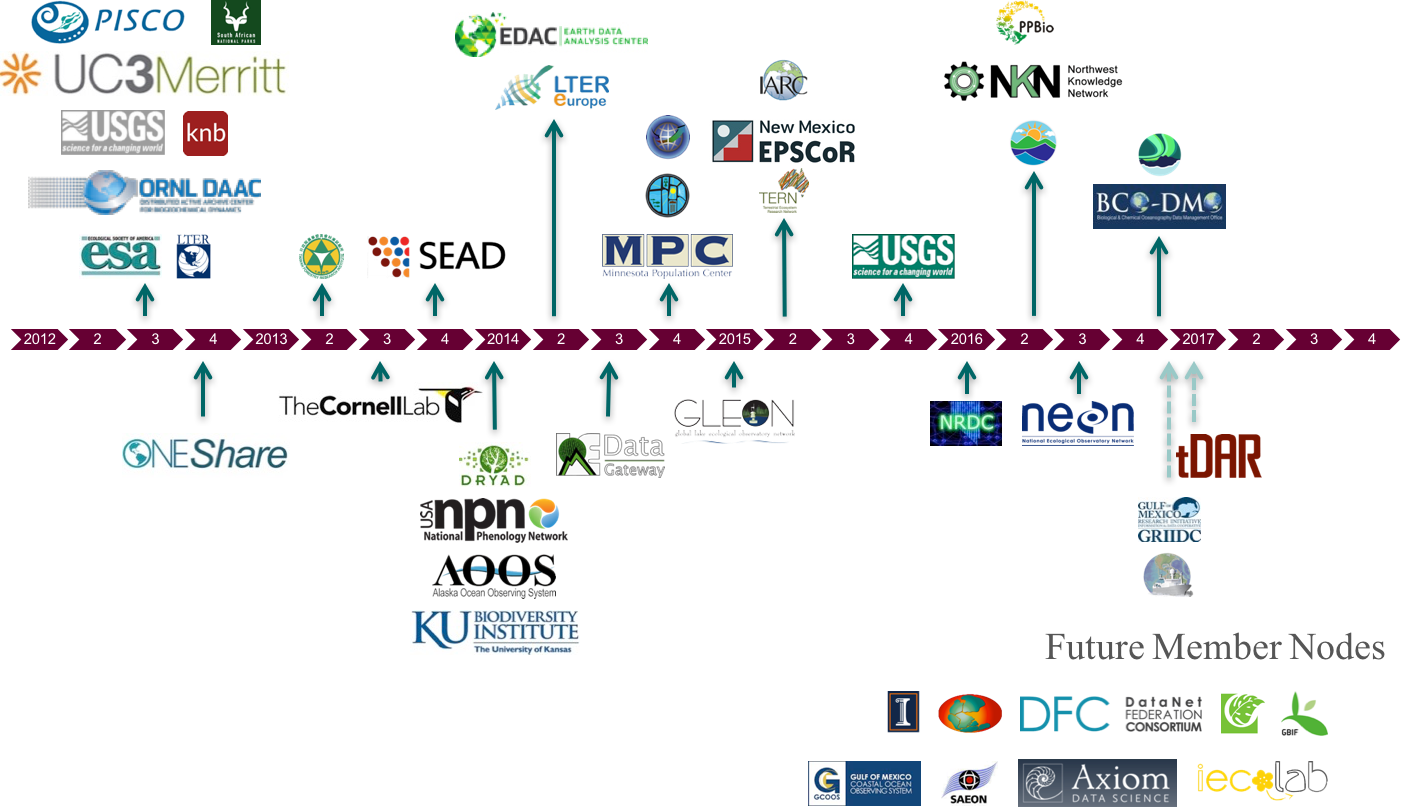 PISCO
South African
NATIONAL PARKS
UC3Merritt
USGS
science for a changing world
knb
ORNL DAAC
DISTRIBUTED ACTIVE ARCHIVE CENTER
FOR BIOGEOCHEMICAL DYNAMICS
ECOLOGICAL SOCIETY OF AMERICA
esa
LTER
SEAD
EDAC
EARTH DATA
ANALYSIS CENTER
LTER
europe
IARC
New Mexico
EPSCoR
TERN
Terrestrial Ecosystem
Research Network
MPC
Minnesota Population Center
USGS
science for a changing world
PPBio
NKN
Northwest
Knowledge
Network
BCO-DMO
Biological & Chemical Oceanography Data Management Office
2012 2 3 4 2013 2 3 4 2014 2 3 4 2015 2 3 4 2016 2 3 4 2017 2 3 4
ONEShare
TheCornellLab
DRYAD
USA
npn
National Phenology Network
AOOS
Alaska Ocean Observing System
KU
BIODIVERSITY
INSTITUTE
The University of Kansas
Data
Gateway
GLEON
global lake ecological observatory network
NRDC
neon
National Ecological Observatory Network
tDAR
GULF OF
MEXICO
RESEARCH INITIATIVE
GRIIDC
Future Member Nodes
I
DFC
DataNet
FEDERATION
CONSORTIUM
GBIF
G
GCOOS
GULF OF MEXICO
COASTAL OCEAN
OBSERVING SYSTEM
SAEON
Axiom
DATA SCIENCE
iecolab